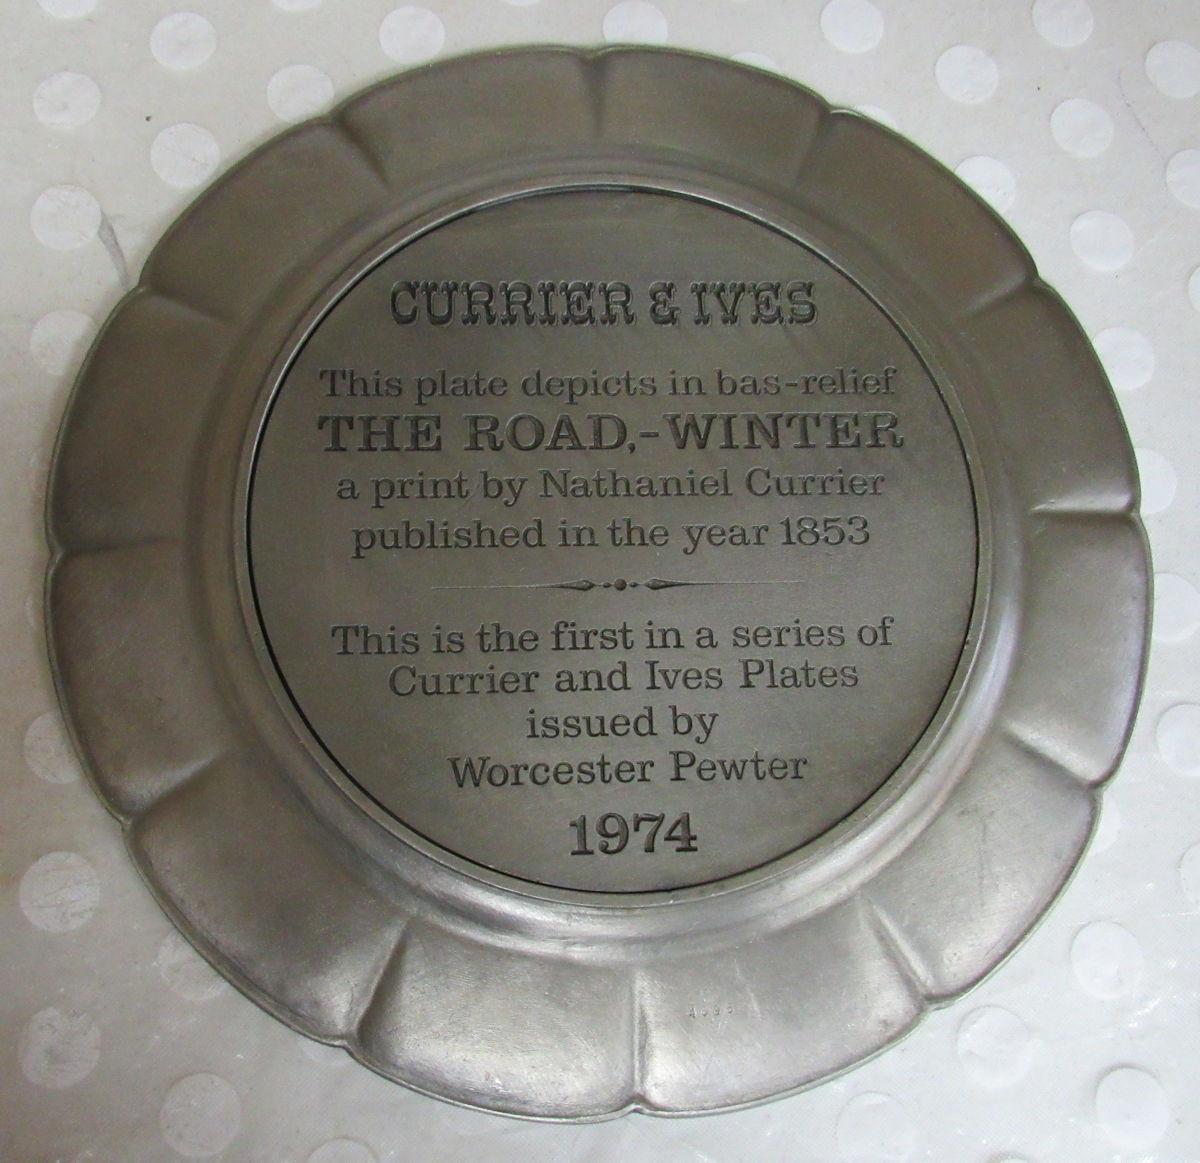 CURRIER & IVES
This plate depicts in bas-relief
THE ROAD,-WINTER
a print by Nathaniel Currier
published in the year 1853
This is the first in a series of
Currier and Ives Plates
issued by
Worcester Pewter
1974